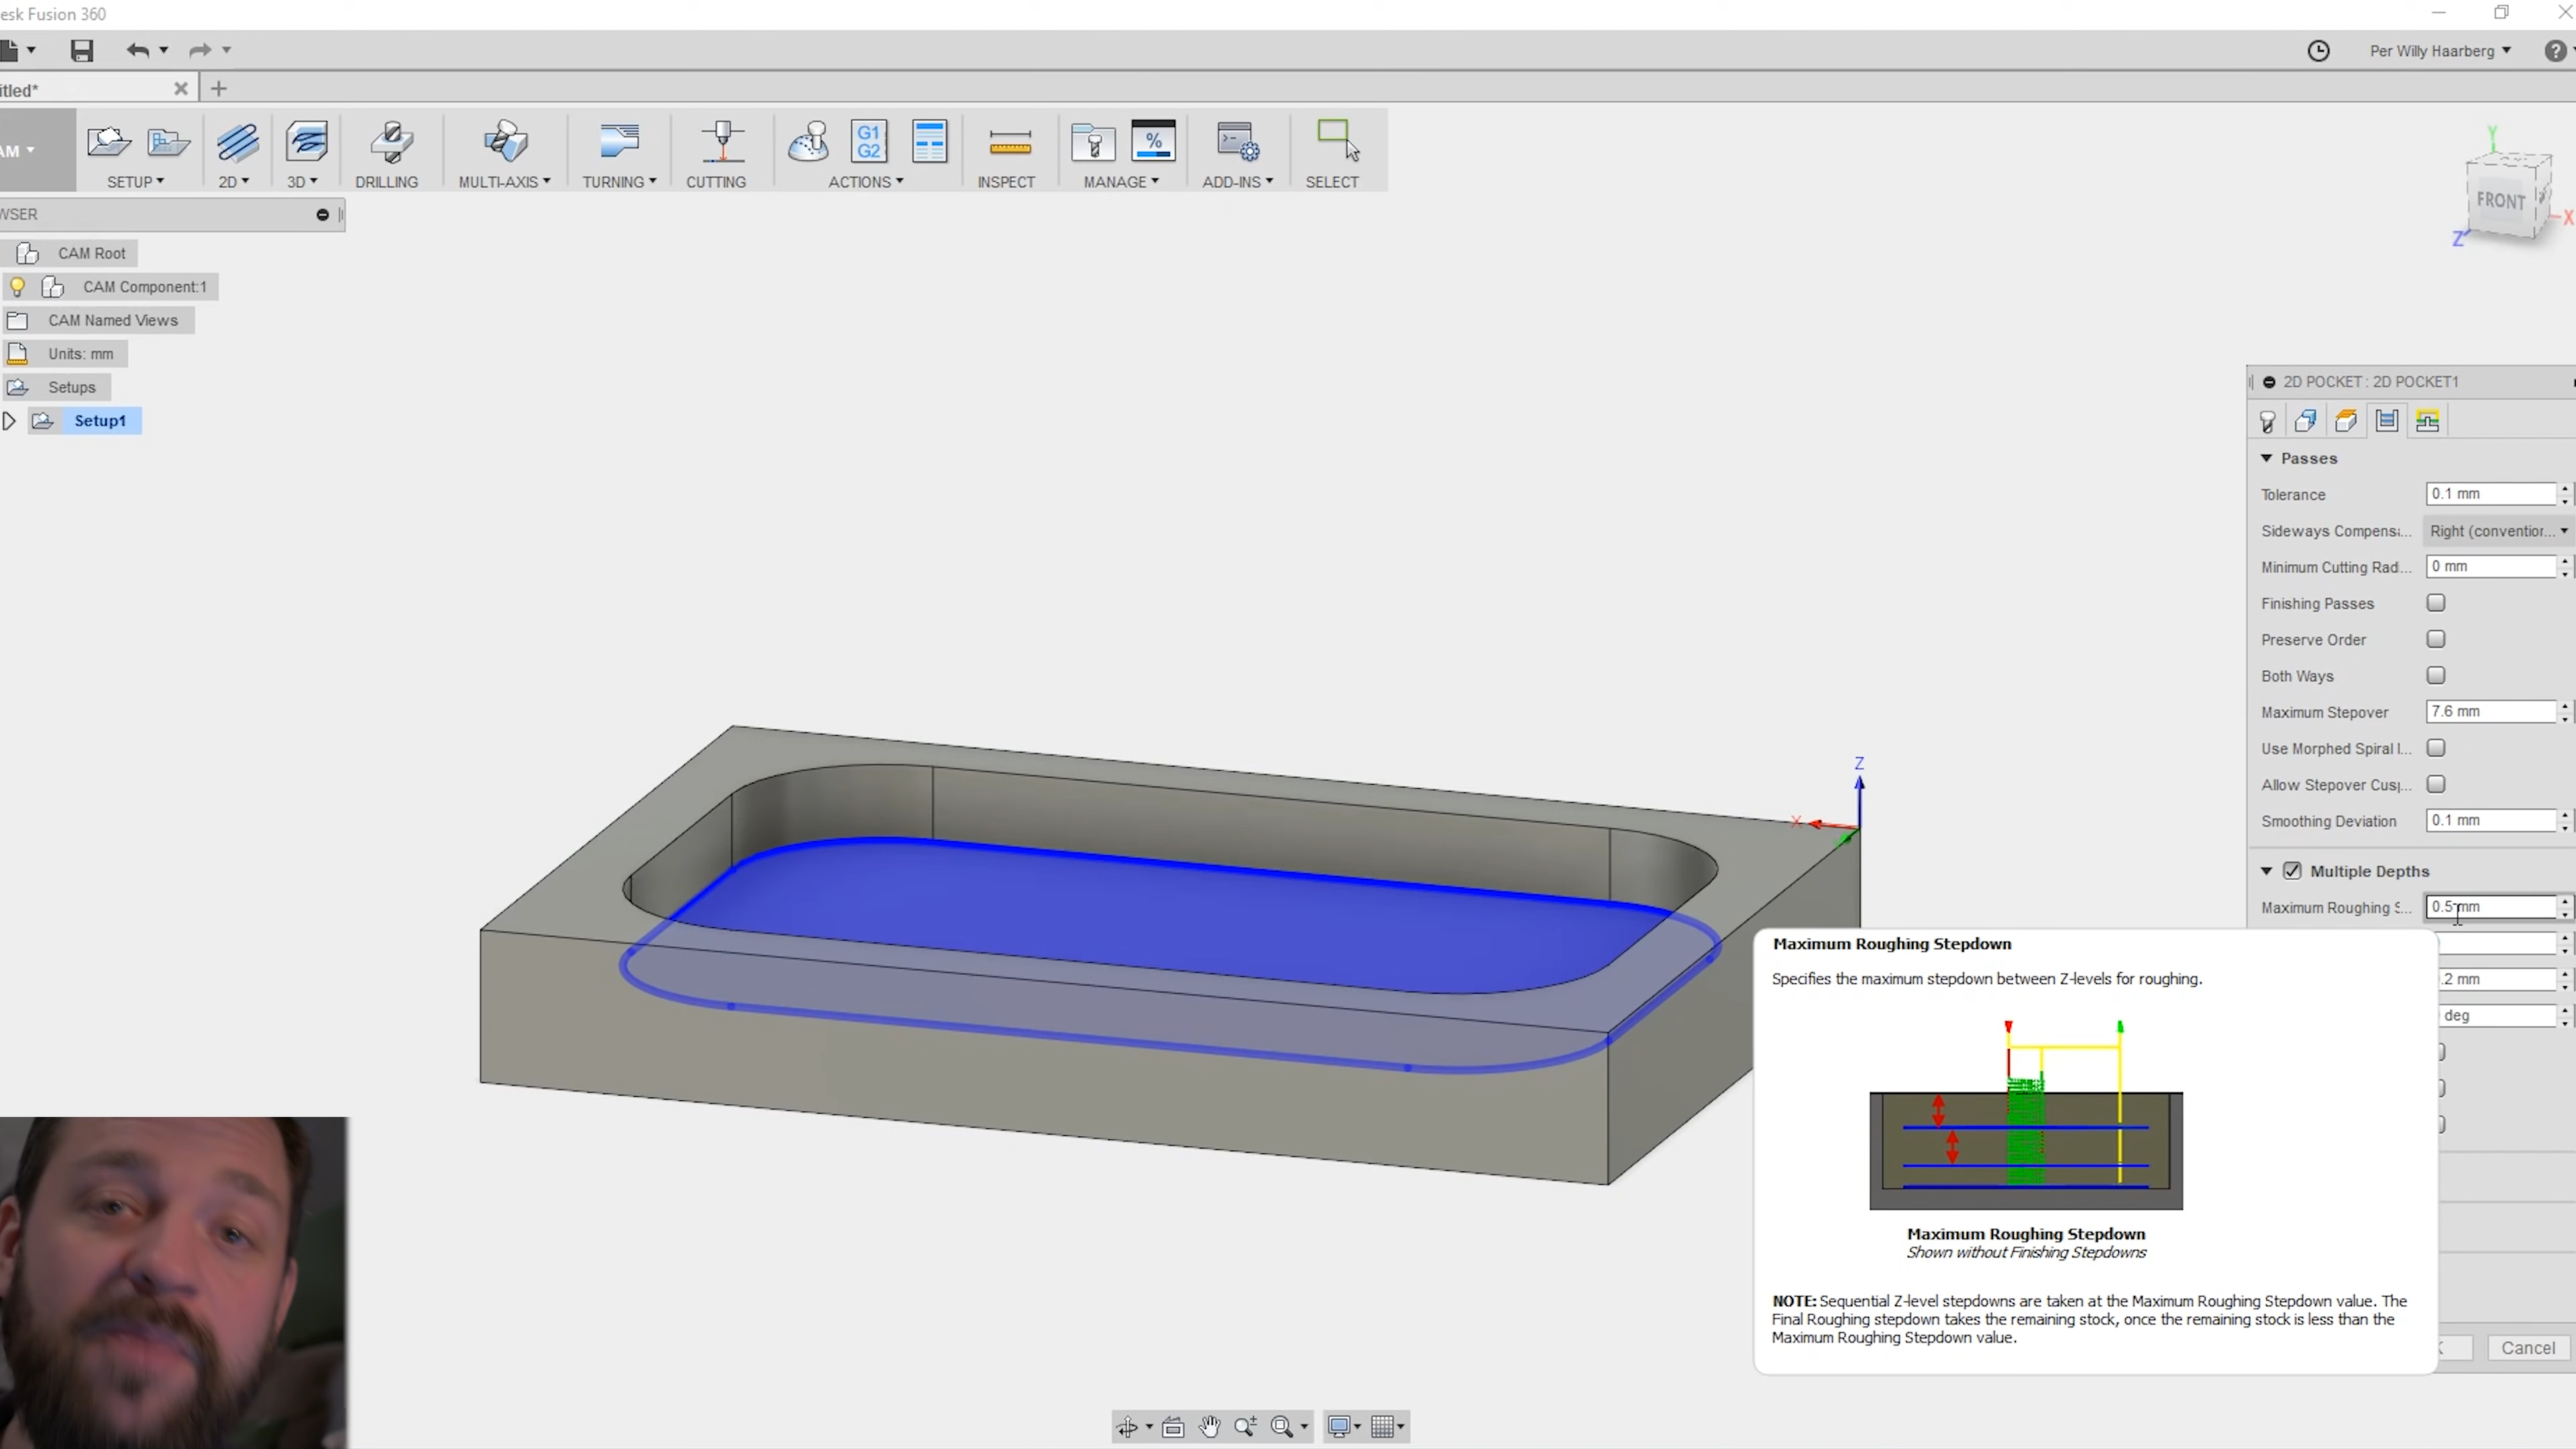 esk Fusion 360
Per Willy Haarberg
itled*
AM
G1
G2
%
SETUP
2D
3D
DRILLING
MULTI-AXIS
TURNING
CUTTING
ACTIONS
INSPECT
MANAGE
ADD-INS
SELECT
WSER
CAM Root
CAM Component:1
CAM Named Views
Units: mm
Setups
Setup1
Y
FRONT
X
Z
2D POCKET : 2D POCKET1
Passes
Tolerance 0.1 mm
Sideways Compensa... Right (convention...
Minimum Cutting Rad... 0 mm
Finishing Passes
Preserve Order
Both Ways
Maximum Stepover 7.6 mm
Use Morphed Spiral I...
Allow Stepover Cusp...
Smoothing Deviation 0.1 mm
Multiple Depths
Maximum Roughing S... 0.5 mm
.2 mm
deg
Z
X
Maximum Roughing Stepdown
Specifies the maximum stepdown between Z-levels for roughing.
Maximum Roughing Stepdown
Shown without Finishing Stepdowns
NOTE: Sequential Z-level stepdowns are taken at the Maximum Roughing Stepdown value. The
Final Roughing stepdown takes the remaining stock, once the remaining stock is less than the
Maximum Roughing Stepdown value.
K
Cancel